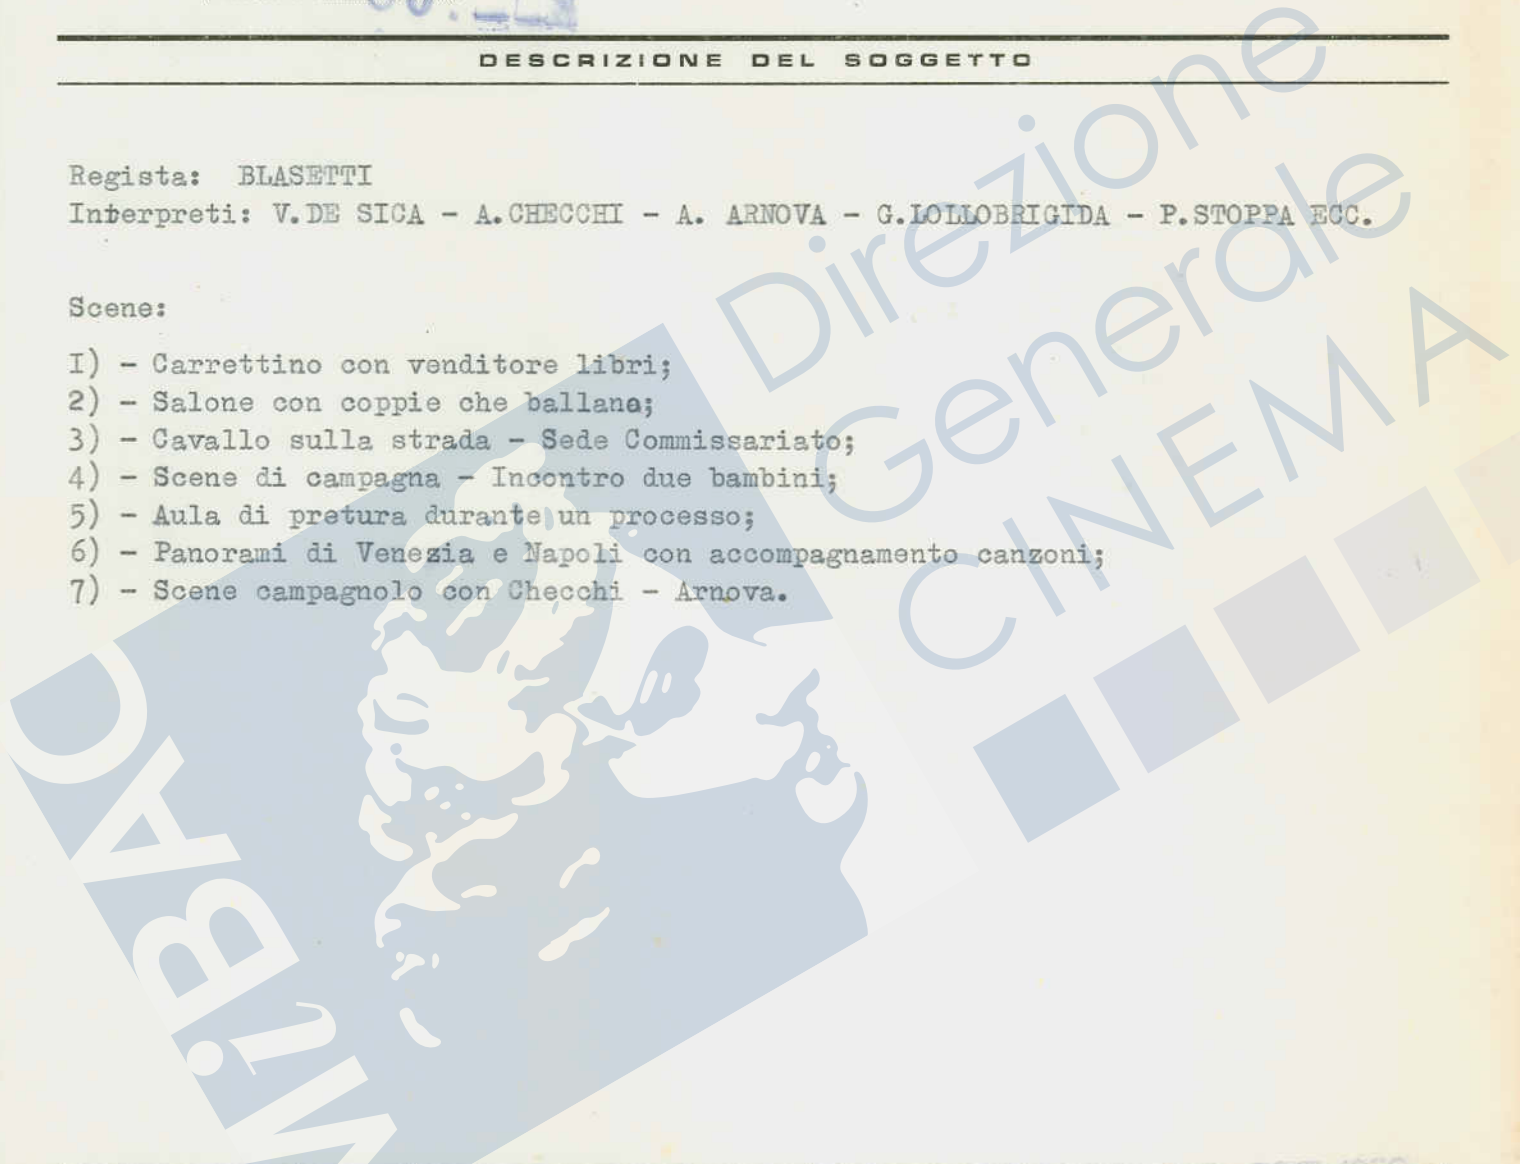 DESCRIZIONE DEL SOGGETTO
Regista: BLASETTI
Interpreti: V.DE SICA - A.CHECCHI - A. ARNOVA - G.LOLLOBRIGIDA - P.STOPPA ECC.
Scene:
I) - Carrettino con venditore libri;
2) - Salone con coppie che ballano;
3) - Cavallo sulla strada - Sede Commissariato;
4) - Scene di campagna - Incontro due bambini;
5) - Aula di pretura durante un processo;
6) - Panorami di Venezia e Napoli con accompagnamento canzoni;
7) - Scene campagnolo con Checchi - Arnova.
Direzione
Generale
CINEMA
MiBAC